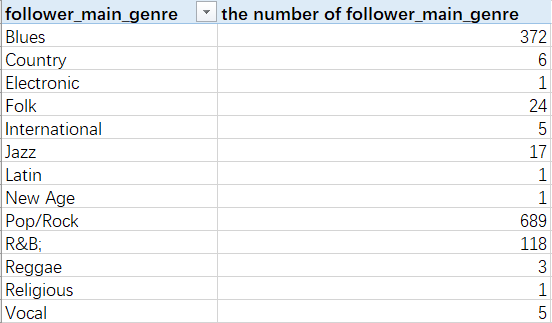 follower_main_genre the number of follower_main_genre
Blues 372
Country 6
Electronic 1
Folk 24
International 5
Jazz 17
Latin 1
New Age 1
Pop/Rock 689
R&B; 118
Reggae 3
Religious 1
Vocal 5